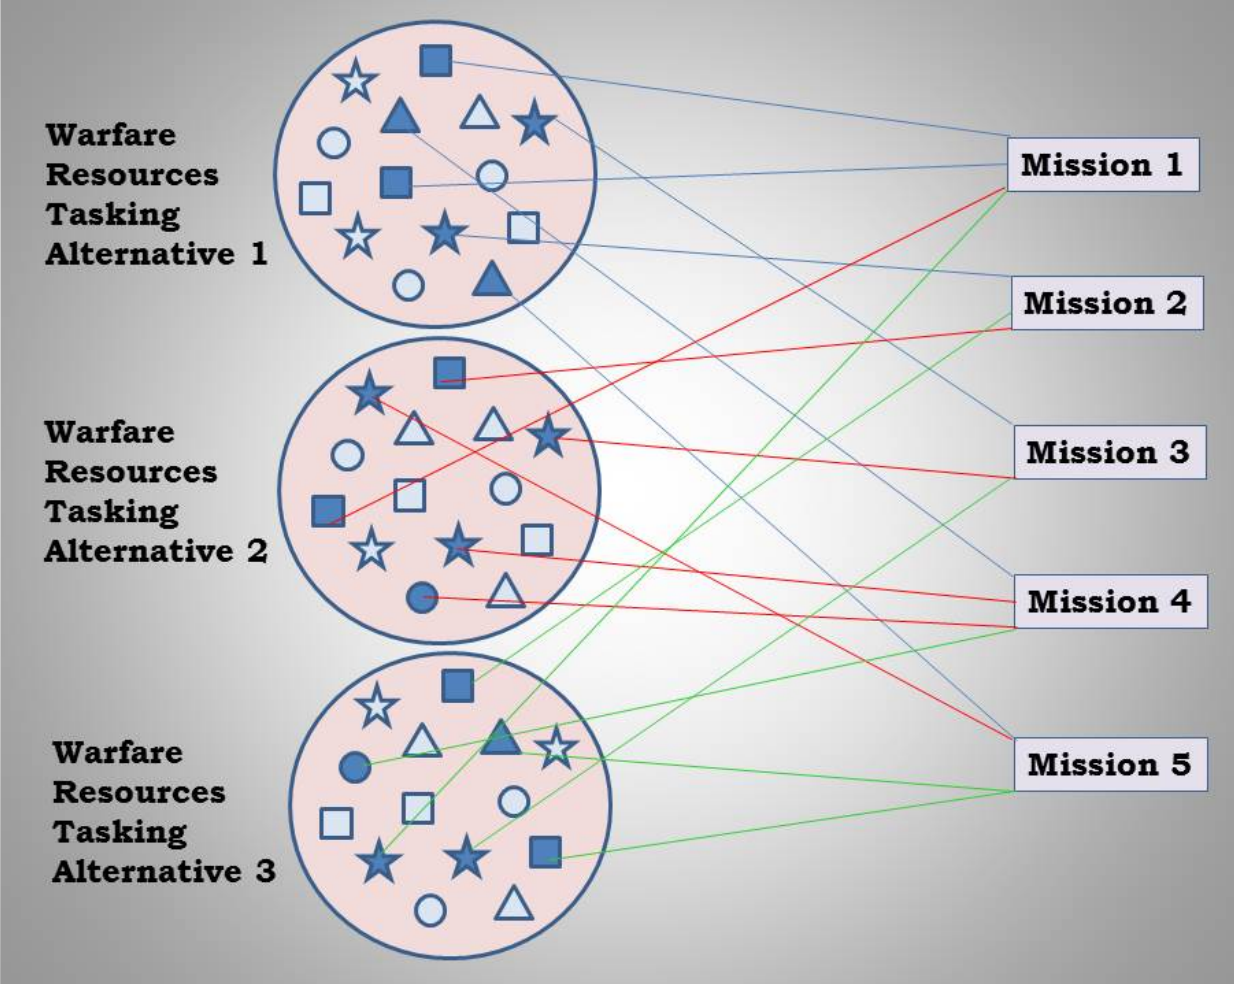 Warfare
Resources
Tasking
Alternative 1
Mission 1
Mission 2
Warfare
Resources
Tasking
Alternative 2
Mission 3
Mission 4
Warfare
Resources
Tasking
Alternative 3
Mission 5